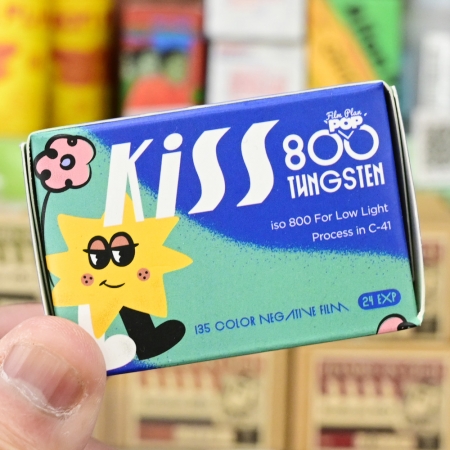 Film Plan
POP
KiSS
800
TUNGSTEN
iso 800 For Low Light
Process in C-41
24 EXP
135 COLOR NEGATIVE FILM